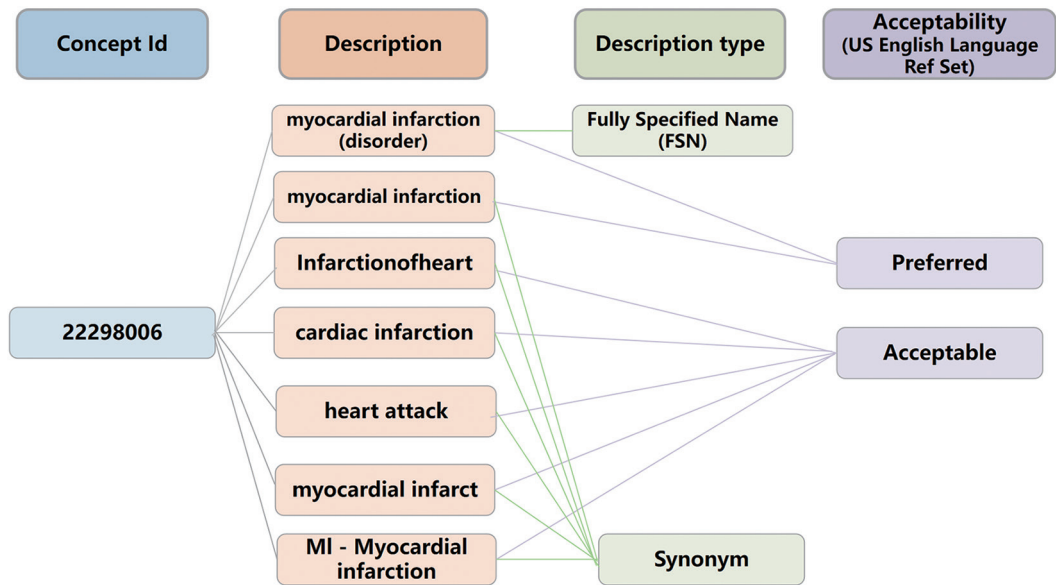 Concept Id
Description
Description type
Acceptability
(US English Language
Ref Set)
myocardial infarction
(disorder)
Fully Specified Name
(FSN)
myocardial infarction
Infarctionofheart
Preferred
22298006
cardiac infarction
Acceptable
heart attack
myocardial infarct
Ml - Myocardial
infarction
Synonym